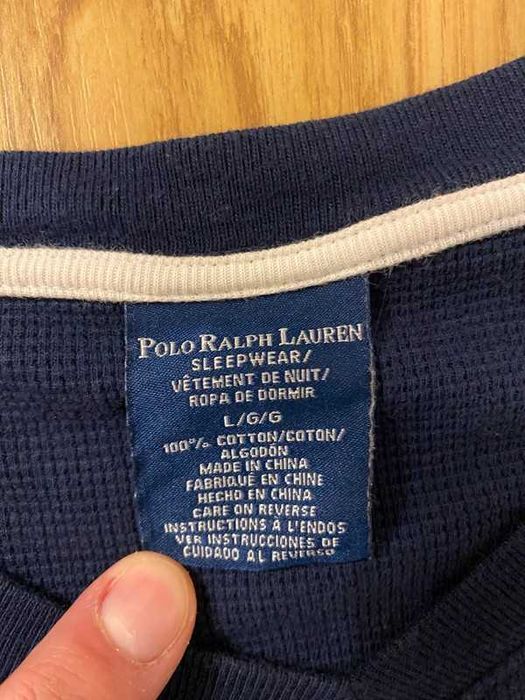 POLO RALPH LAUREN
SLEEPWEAR/
VÊTEMENT DE NUIT/
ROPA DE DORMIR
L/G/G
100% COTTON/COTON/
ALGODÓN
MADE IN CHINA
FABRIQUÉ EN CHINE
HECHO EN CHINA
CARE ON REVERSE
INSTRUCTIONS À L'ENDOS
VER INSTRUCCIONES DE
CUIDADO AL REVERSO